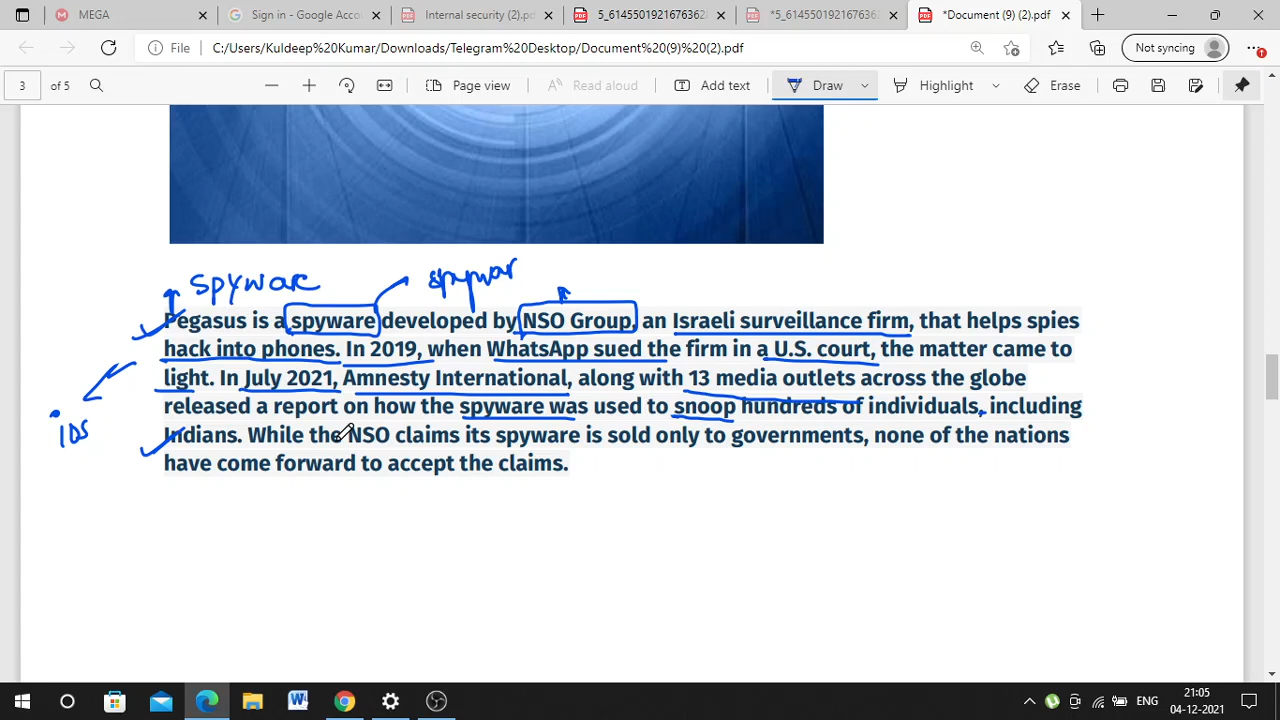 MEGA
Sign in - Google Acco
Internal security (2).pdf
5_6145501921676362
*5_614550192167636
*Document (9) (2).pdf
File
C:/Users/Kuldeep%20Kumar/Downloads/Telegram%20Desktop/Document%20(9)%20(2).pdf
Not syncing
3 of 5
Page view
Read aloud
Add text
Draw
Highlight
Erase
spyware
spywar
Pegasus is a spyware developed by NSO Group, an Israeli surveillance firm, that helps spies
hack into phones. In 2019, when WhatsApp sued the firm in a U.S. court, the matter came to
light. In July 2021, Amnesty International, along with 13 media outlets across the globe
released a report on how the spyware was used to snoop hundreds of individuals, including
ios
Indians. While the NSO claims its spyware is sold only to governments, none of the nations
have come forward to accept the claims.
ENG
21:05
04-12-2021